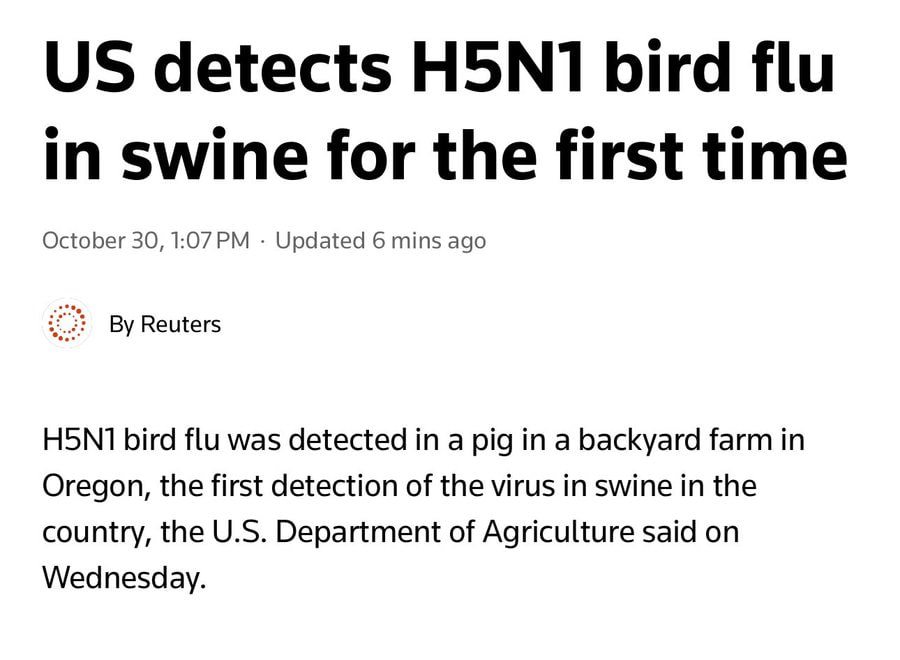 US detects H5N1 bird flu
in swine for the first time
October 30, 1:07 PM · Updated 6 mins ago
By Reuters
H5N1 bird flu was detected in a pig in a backyard farm in
Oregon, the first detection of the virus in swine in the
country, the U.S. Department of Agriculture said on
Wednesday.